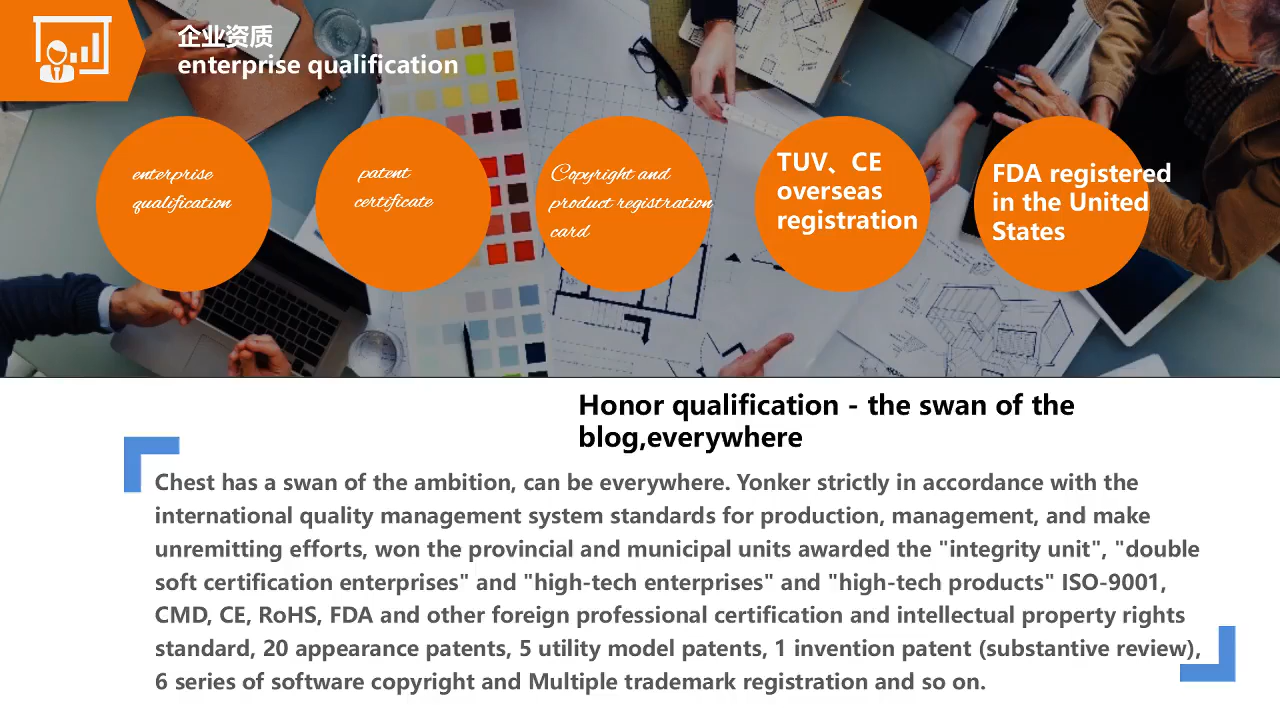 企业资质
enterprise qualification
enterprise
qualification
patent
certificate
Copyright and
product registration
card
TUV、CE
overseas
registration
FDA registered
in the United
States
Honor qualification - the swan of the
blog,everywhere
Chest has a swan of the ambition, can be everywhere. Yonker strictly in accordance with the
international quality management system standards for production, management, and make
unremitting efforts, won the provincial and municipal units awarded the "integrity unit", "double
soft certification enterprises" and "high-tech enterprises" and "high-tech products" ISO-9001,
CMD, CE, RoHS, FDA and other foreign professional certification and intellectual property rights
standard, 20 appearance patents, 5 utility model patents, 1 invention patent (substantive review),
6 series of software copyright and Multiple trademark registration and so on.